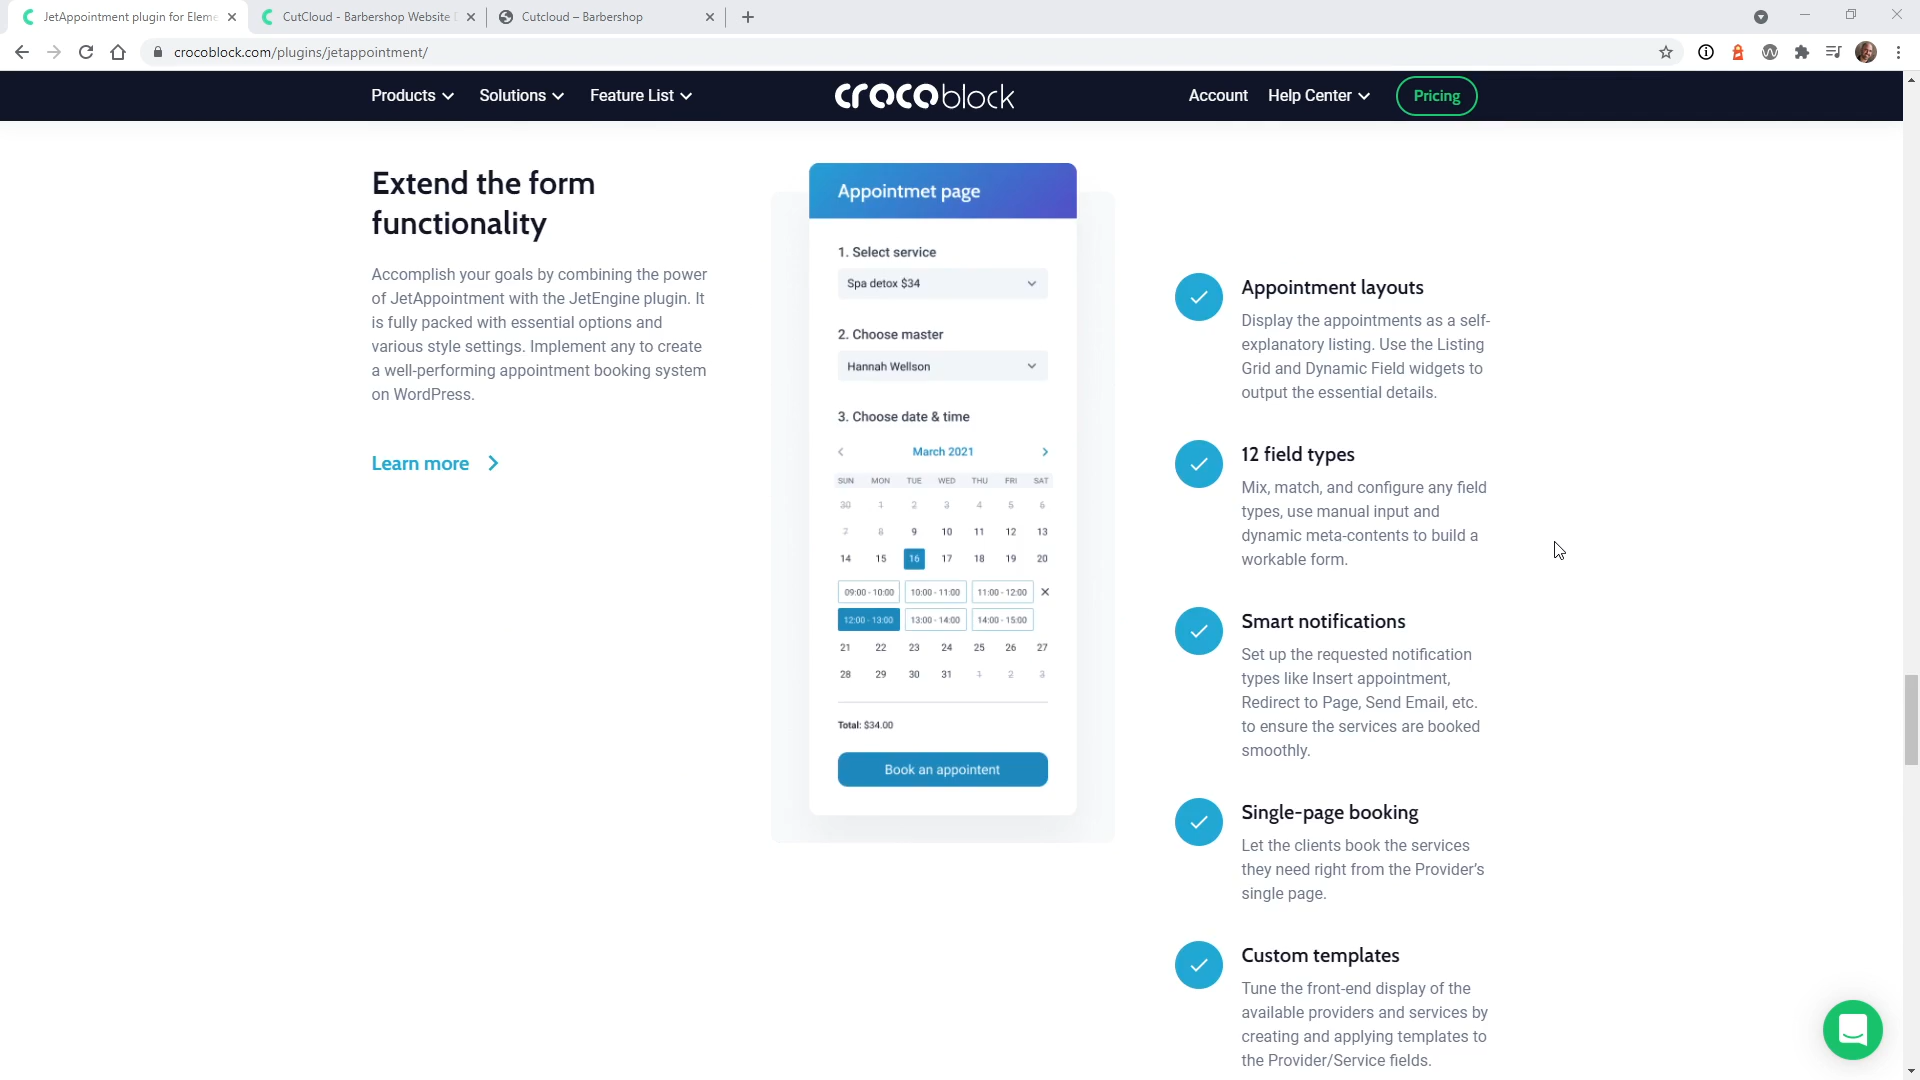 JetAppointment plugin for Eleme
CutCloud - Barbershop Website D
Cutcloud – Barbershop
crocoblock.com/plugins/jetappointment/
Products
Solutions
Feature List
crocoblock
Account
Help Center
Pricing
Extend the form
functionality
Accomplish your goals by combining the power
of JetAppointment with the JetEngine plugin. It
is fully packed with essential options and
various style settings. Implement any to create
a well-performing appointment booking system
on WordPress.
Learn more
Appointmet page
1. Select service
Spa detox $34
2. Choose master
Hannah Wellson
3. Choose date & time
March 2021
SUN MON TUE WED THU FRI SAT
30 1 2 3 4 5 6
7 8 9 10 11 12 13
14 15 16 17 18 19 20
09:00 - 10:00 10:00 - 11:00 11:00 - 12:00
12:00 - 13:00 13:00 - 14:00 14:00 - 15:00
21 22 23 24 25 26 27
28 29 30 31 1 2 3
Total: $34.00
Book an appointent
Appointment layouts
Display the appointments as a self-
explanatory listing. Use the Listing
Grid and Dynamic Field widgets to
output the essential details.
12 field types
Mix, match, and configure any field
types, use manual input and
dynamic meta-contents to build a
workable form.
Smart notifications
Set up the requested notification
types like Insert appointment,
Redirect to Page, Send Email, etc.
to ensure the services are booked
smoothly.
Single-page booking
Let the clients book the services
they need right from the Provider's
single page.
Custom templates
Tune the front-end display of the
available providers and services by
creating and applying templates to
the Provider/Service fields.